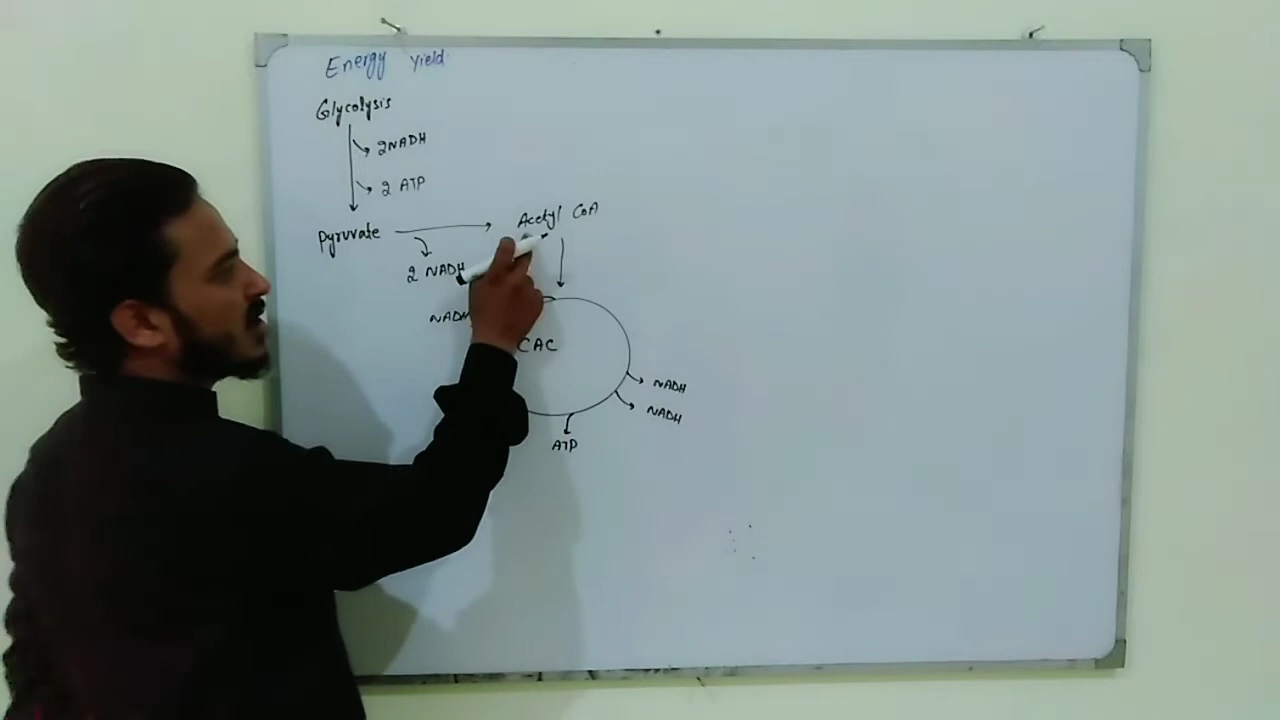 Energy Yield
Glycolysis
2NADH
2 ATP
Pyruvate
Acetyl CoA
2 NADH
NADH
CAC
NADH
NADH
ATP